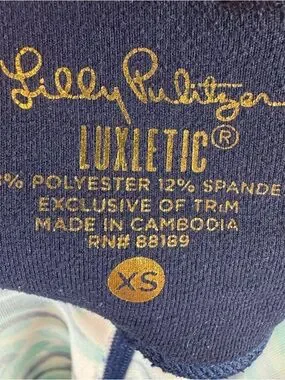 Lilly Pulitzer
LUXLETIC®
% POLYESTER 12% SPANDE
EXCLUSIVE OF TRIM
MADE IN CAMBODIA
RN# 88189
XS